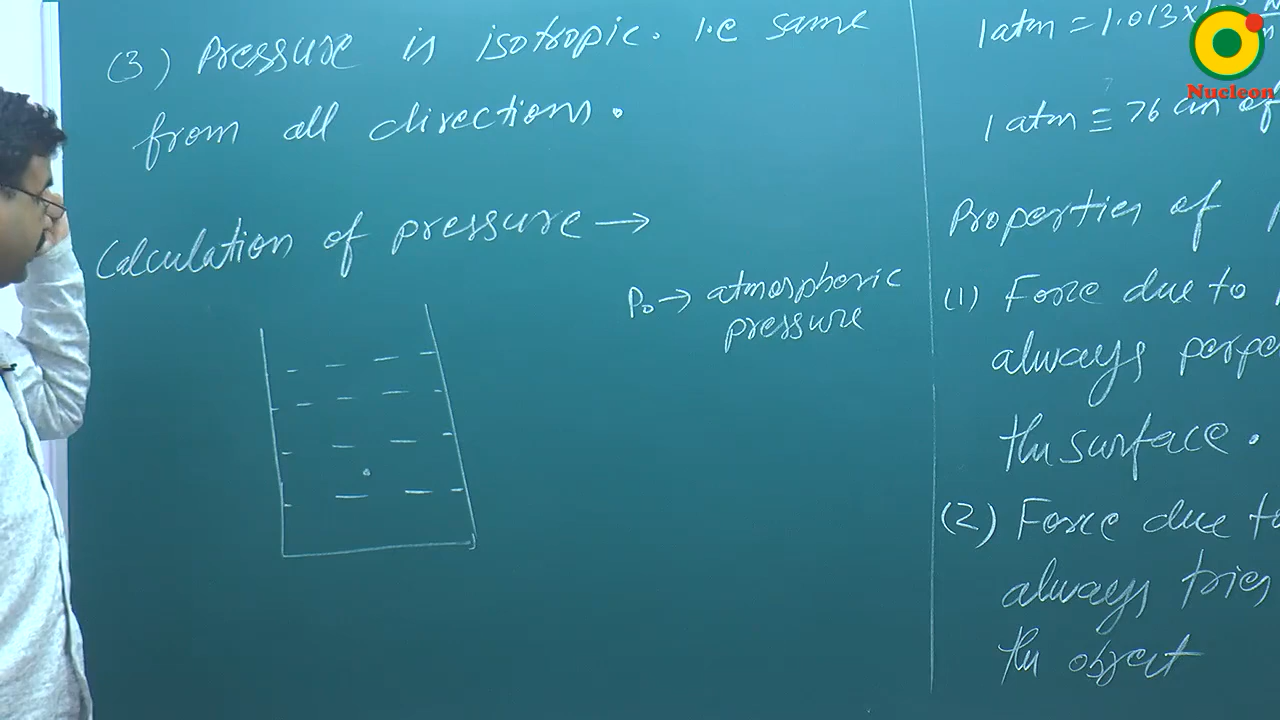 (3) Pressure is isotropic. i.e same
from all directions.
Calculation of pressure →
P₀ → atmospheric
pressure
1 atm = 1.013 ×
1 atm ≡ 76 cm of
Properties of
(1) Force due to
always perpe
the surface.
(2) Force due to
always tries
the object
Nucleon